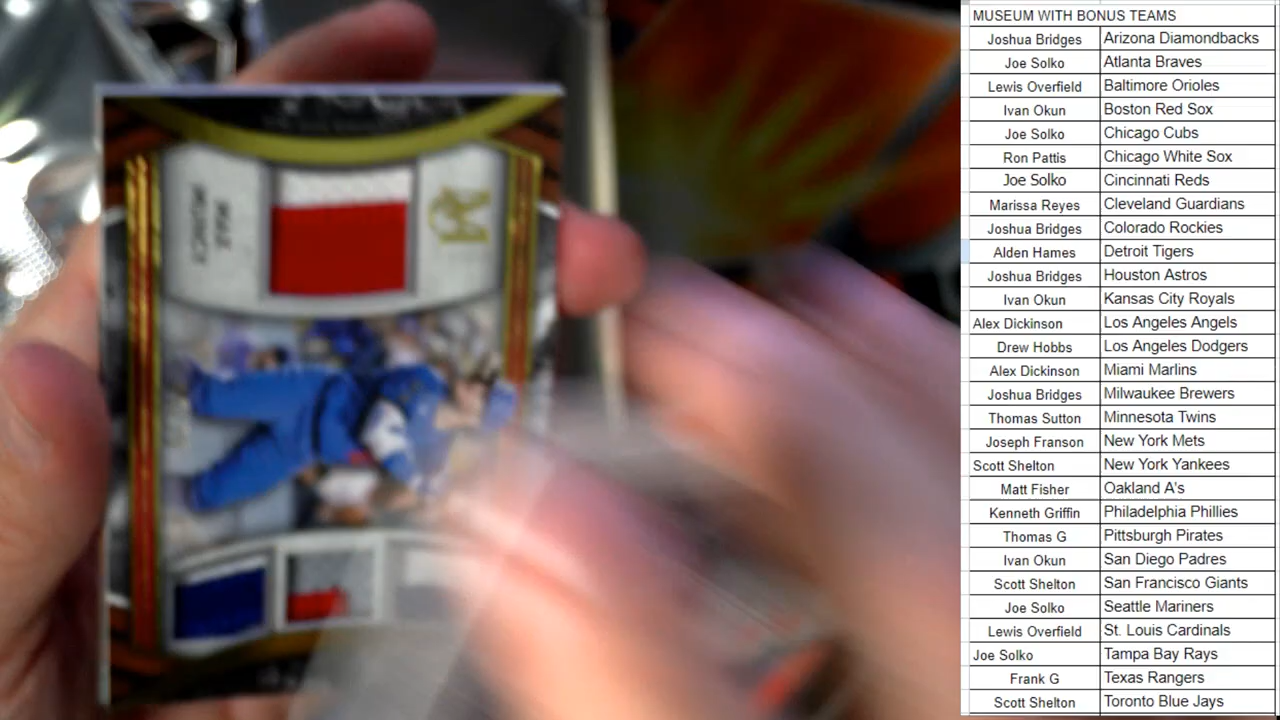 MUSEUM WITH BONUS TEAMS
Joshua Bridges Arizona Diamondbacks
Joe Solko Atlanta Braves
Lewis Overfield Baltimore Orioles
Ivan Okun Boston Red Sox
Joe Solko Chicago Cubs
Ron Pattis Chicago White Sox
Joe Solko Cincinnati Reds
Marissa Reyes Cleveland Guardians
Joshua Bridges Colorado Rockies
Alden Hames Detroit Tigers
Joshua Bridges Houston Astros
Ivan Okun Kansas City Royals
Alex Dickinson Los Angeles Angels
Drew Hobbs Los Angeles Dodgers
Alex Dickinson Miami Marlins
Joshua Bridges Milwaukee Brewers
Thomas Sutton Minnesota Twins
Joseph Franson New York Mets
Scott Shelton New York Yankees
Matt Fisher Oakland A's
Kenneth Griffin Philadelphia Phillies
Thomas G Pittsburgh Pirates
Ivan Okun San Diego Padres
Scott Shelton San Francisco Giants
Joe Solko Seattle Mariners
Lewis Overfield St. Louis Cardinals
Joe Solko Tampa Bay Rays
Frank G Texas Rangers
Scott Shelton Toronto Blue Jays
MAX
MUNCY